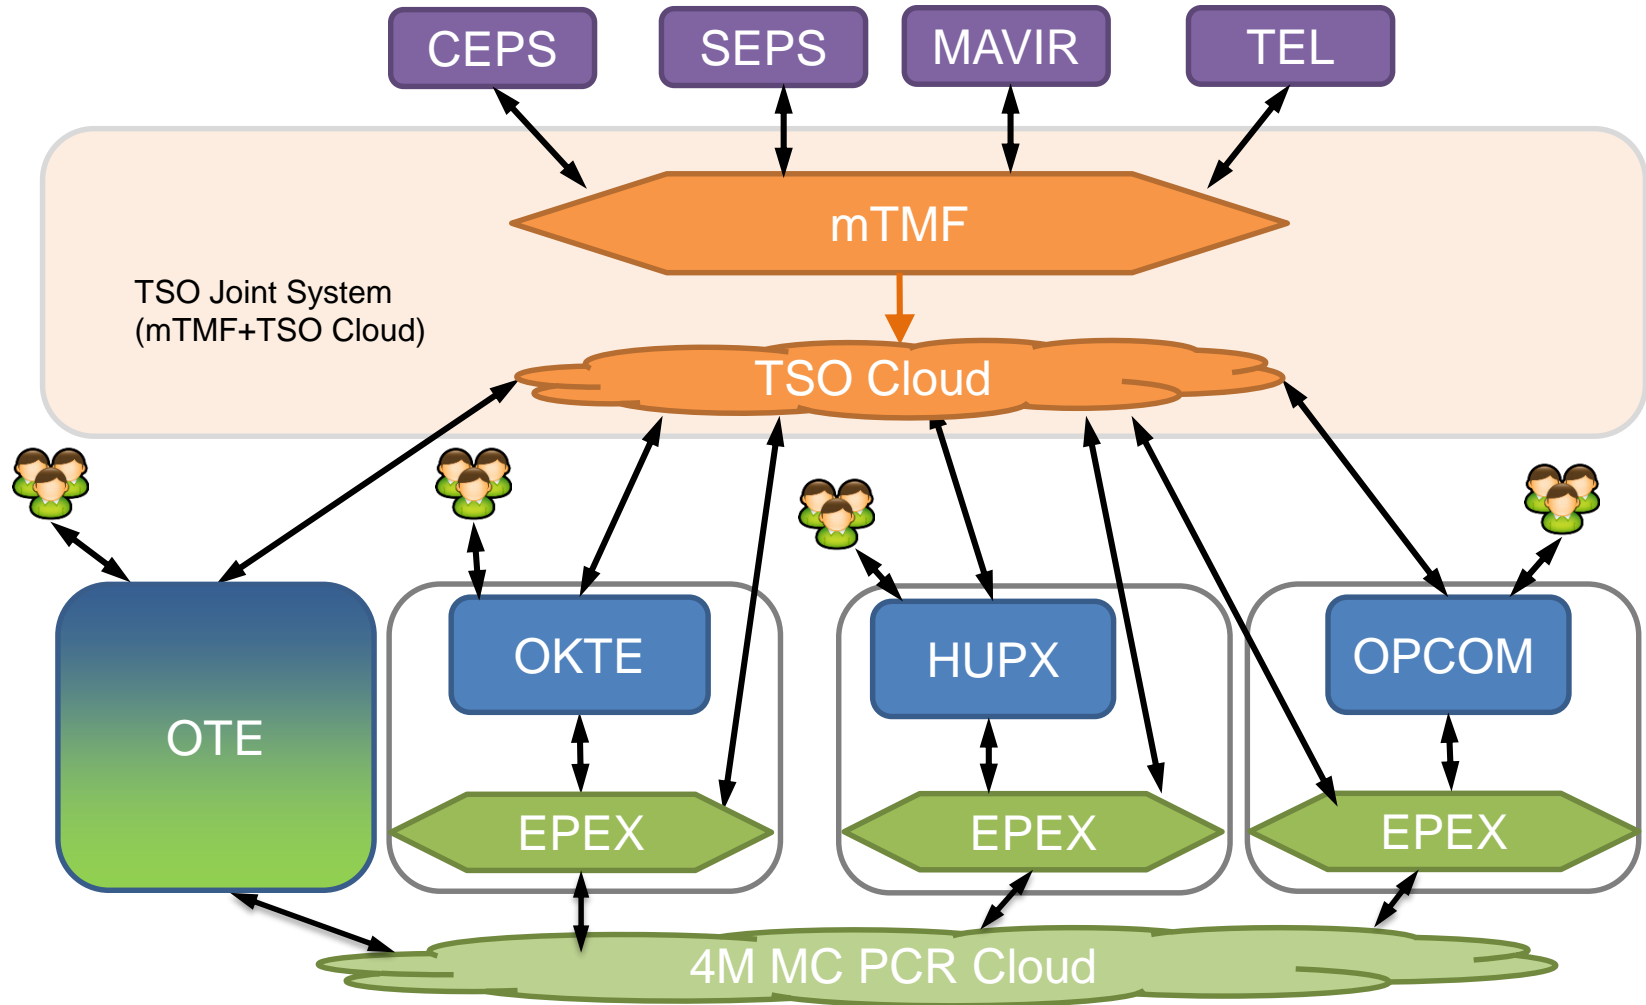 CEPS
SEPS
MAVIR
TEL
mTMF
TSO Joint System
(mTMF+TSO Cloud)
TSO Cloud
OTE
OKTE
HUPX
OPCOM
EPEX
EPEX
EPEX
4M MC PCR Cloud